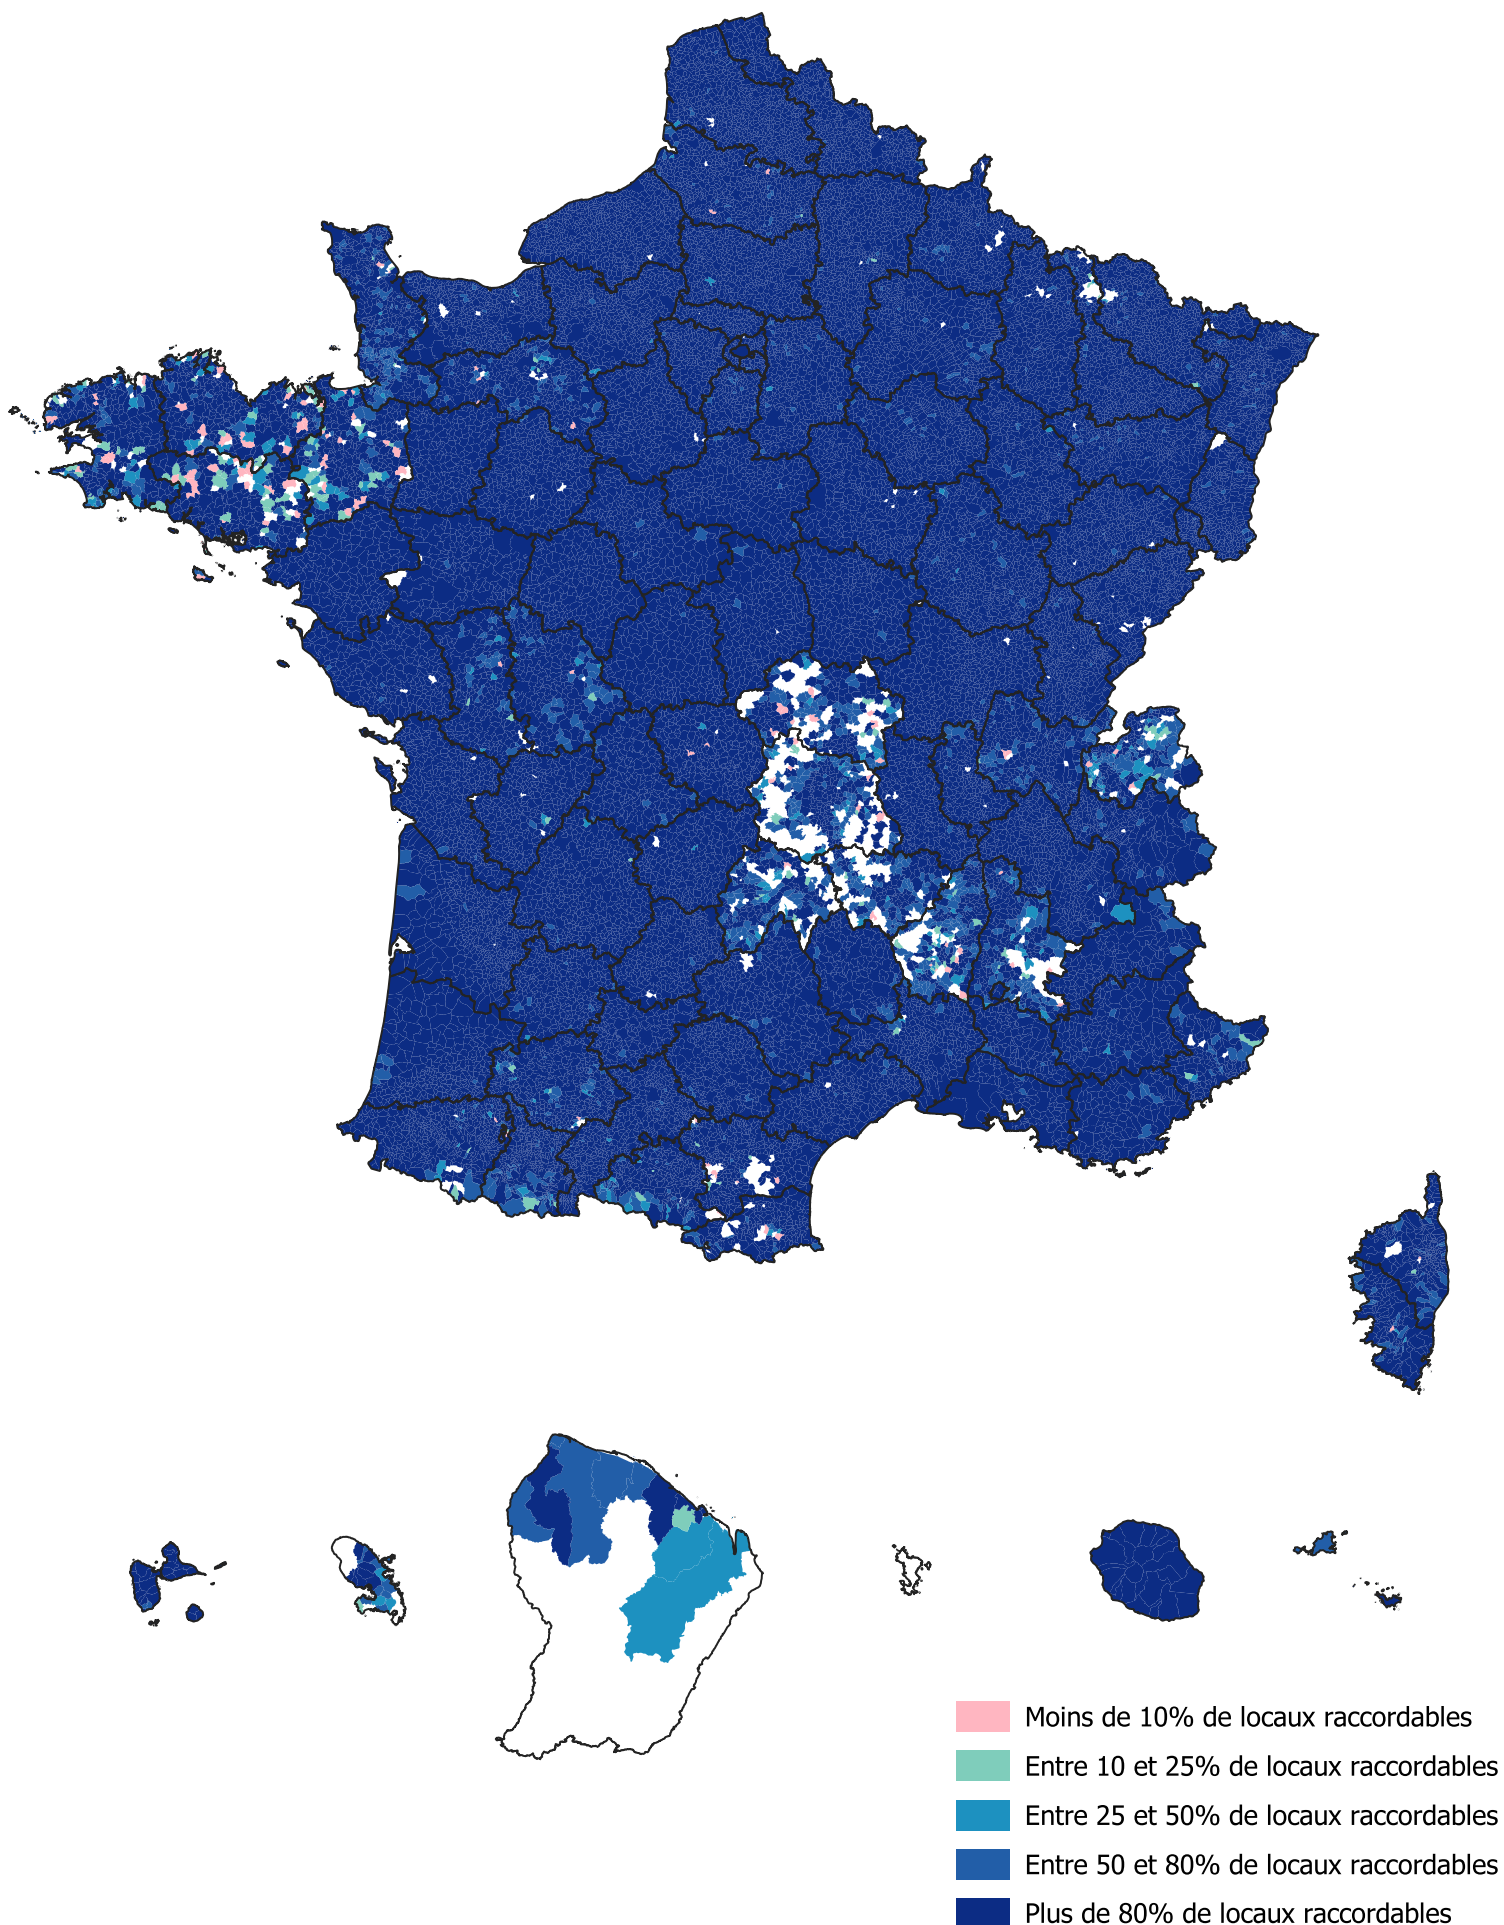 Moins de 10% de locaux raccordables
Entre 10 et 25% de locaux raccordables
Entre 25 et 50% de locaux raccordables
Entre 50 et 80% de locaux raccordables
Plus de 80% de locaux raccordables